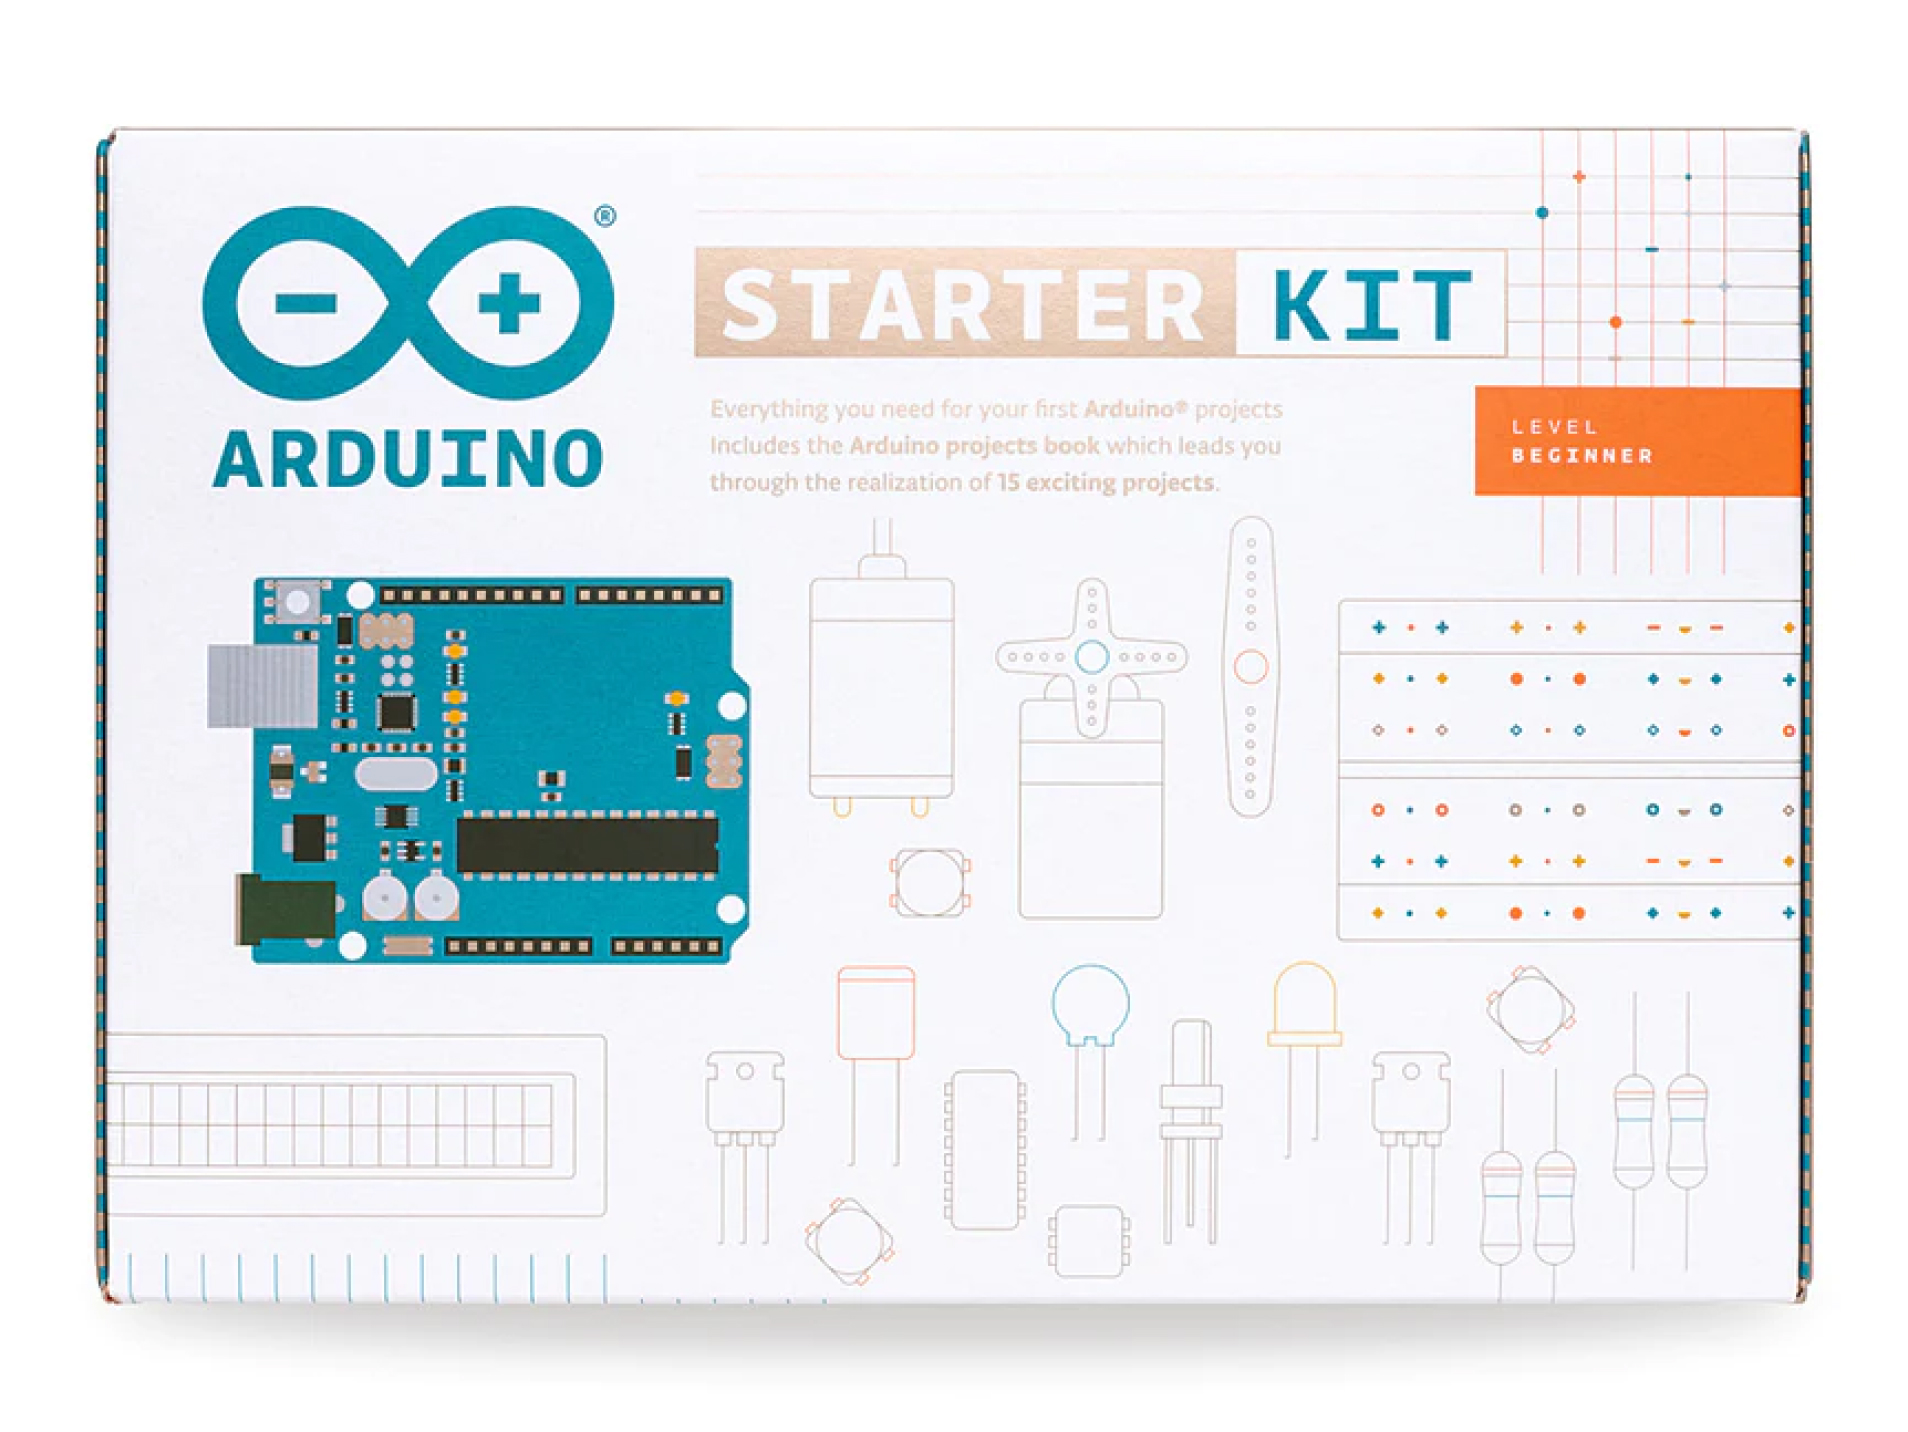 ®
ARDUINO
STARTER KIT
Everything you need for your first Arduino® projects
Includes the Arduino projects book which leads you
through the realization of 15 exciting projects.
LEVEL
BEGINNER